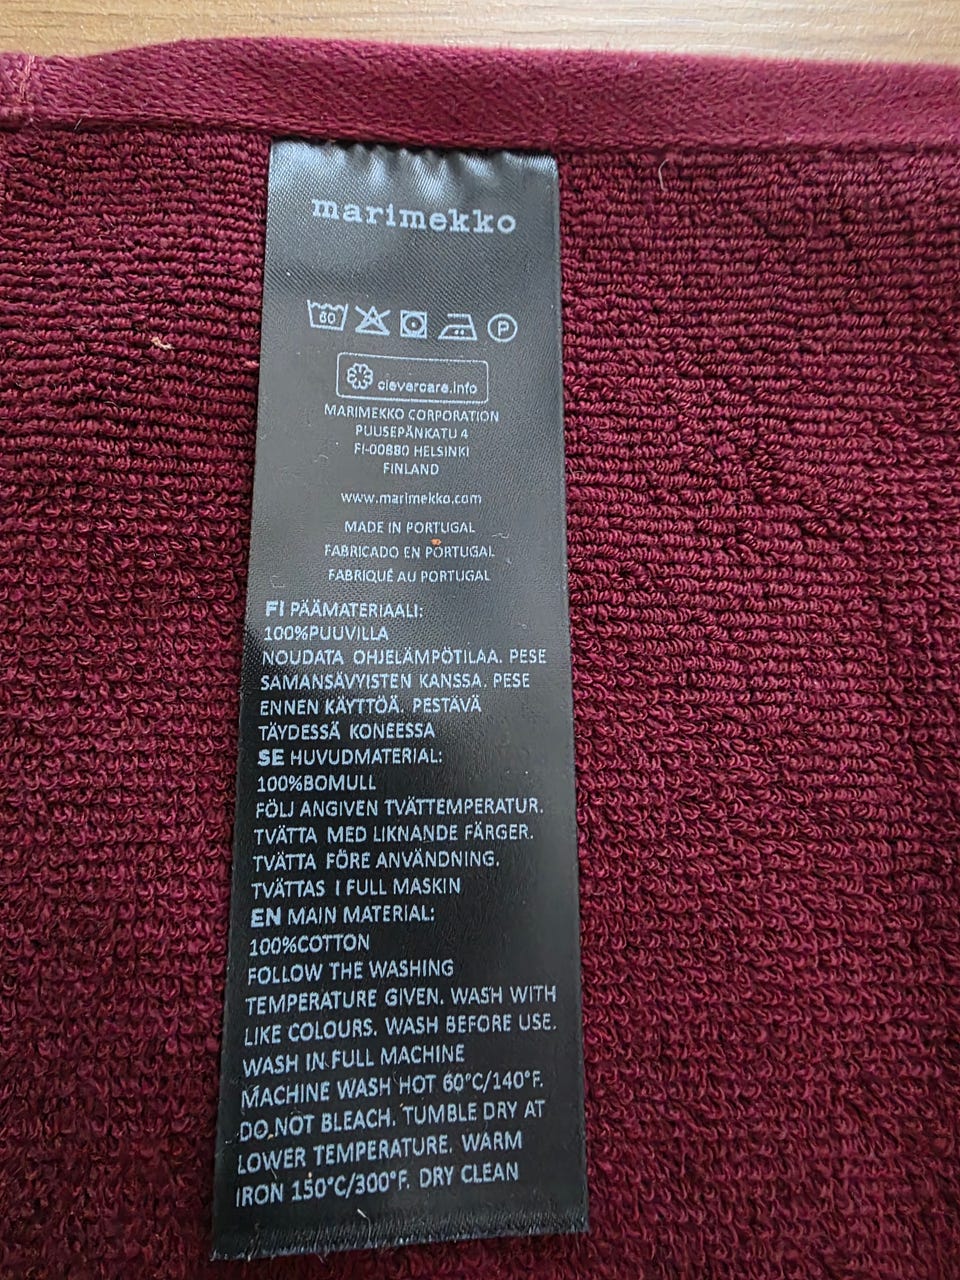 marimekko
60 P
clevercare.info
MARIMEKKO CORPORATION
PUUSEPÄNKATU 4
FI-00880 HELSINKI
FINLAND
www.marimekko.com
MADE IN PORTUGAL
FABRICADO EN PORTUGAL
FABRIQUÉ AU PORTUGAL
FI PÄÄMATERIAALI:
100%PUUVILLA
NOUDATA OHJELÄMPÖTILAA. PESE
SAMANSÄVYISTEN KANSSA. PESE
ENNEN KÄYTTÖÄ. PESTÄVÄ
TÄYDESSÄ KONEESSA
SE HUVUDMATERIAL:
100%BOMULL
FÖLJ ANGIVEN TVÄTTEMPERATUR.
TVÄTTA MED LIKNANDE FÄRGER.
TVÄTTA FÖRE ANVÄNDNING.
TVÄTTAS I FULL MASKIN
EN MAIN MATERIAL:
100%COTTON
FOLLOW THE WASHING
TEMPERATURE GIVEN. WASH WITH
LIKE COLOURS. WASH BEFORE USE.
WASH IN FULL MACHINE
MACHINE WASH HOT 60°C/140°F.
DO NOT BLEACH. TUMBLE DRY AT
LOWER TEMPERATURE. WARM
IRON 150°C/300°F. DRY CLEAN